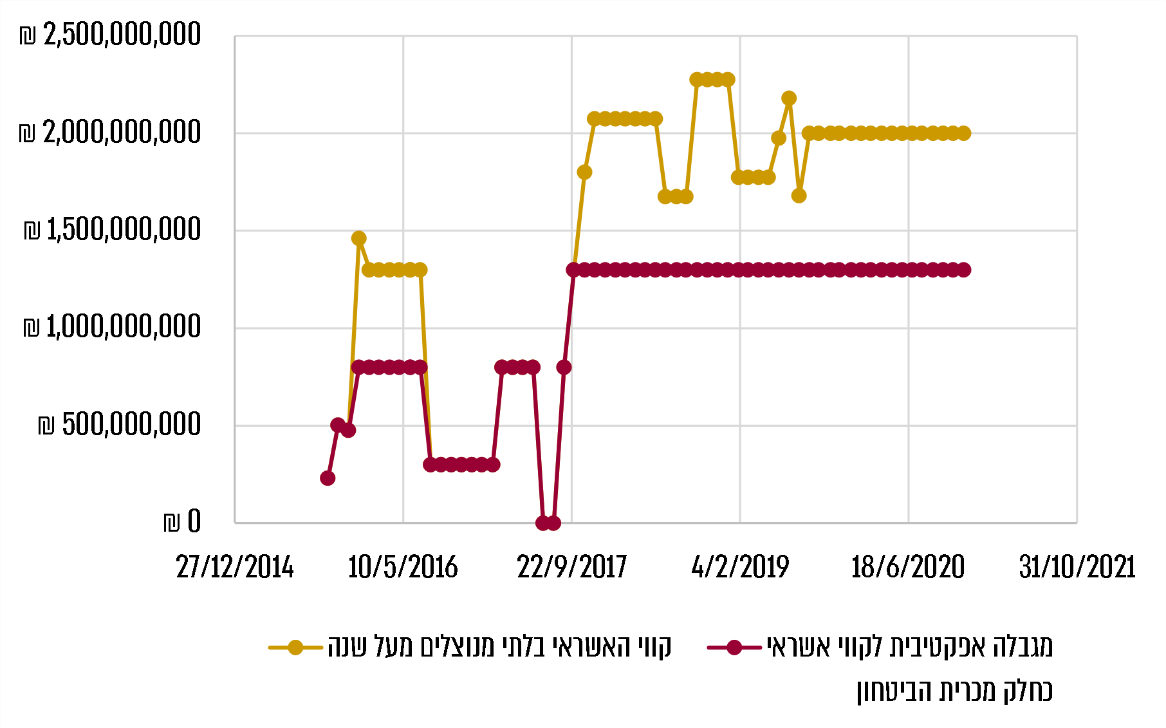 ₪ 2,500,000,000
₪ 2,000,000,000
₪ 1,500,000,000
₪ 1,000,000,000
₪ 500,000,000
₪ 0
27/12/2014 10/5/2016 22/9/2017 4/2/2019 18/6/2020 31/10/2021
מגבלה אפקטיבית לקווי אשראי
כחלק מכרית הביטחון
קווי האשראי בלתי מנוצלים מעל שנה